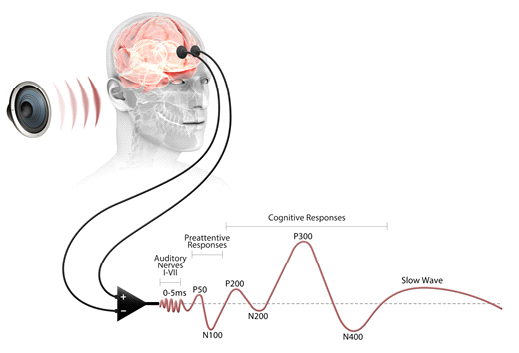 Cognitive Responses
Preattentive
Responses
P300
Auditory
Nerves
I-VII
0-5ms
P50
P200
Slow Wave
+
−
N100
N200
N400